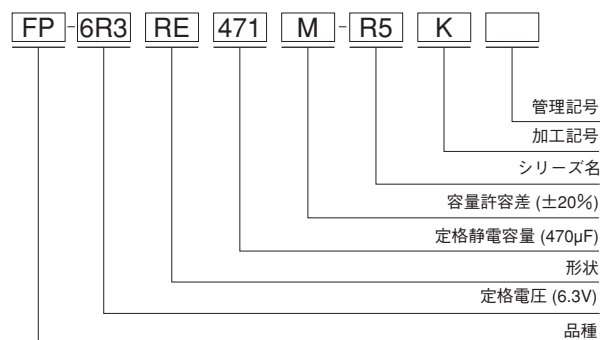 FP-6R3 RE 471 M-R5 K
管理記号
加工記号
シリーズ名
容量許容差 (±20%)
定格静電容量 (470µF)
形状
定格電圧 (6.3V)
品種